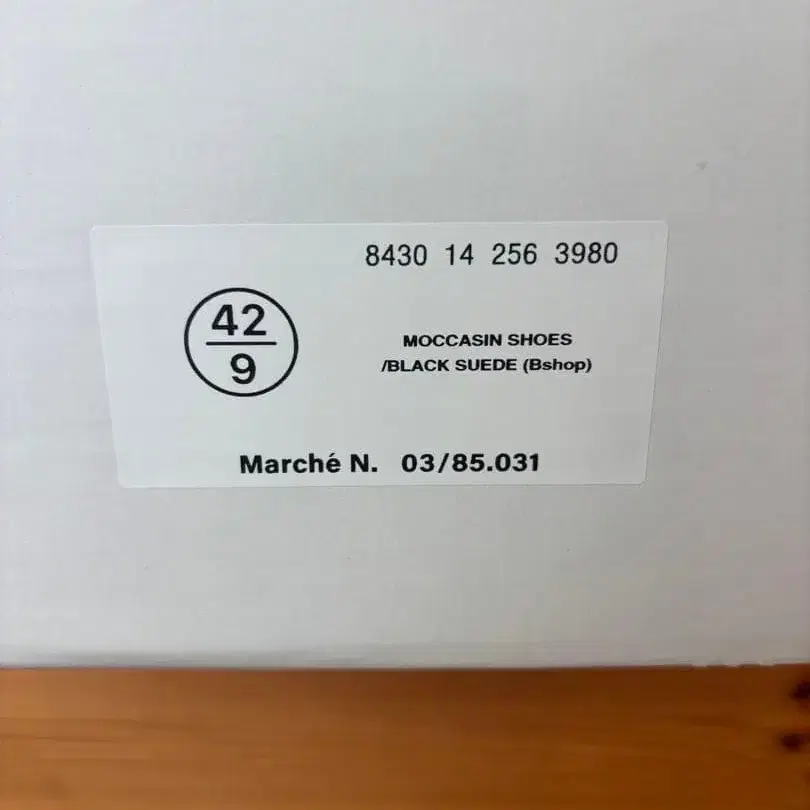 8430 14 256 3980
42
9
MOCCASIN SHOES
/BLACK SUEDE (Bshop)
Marché N. 03/85.031